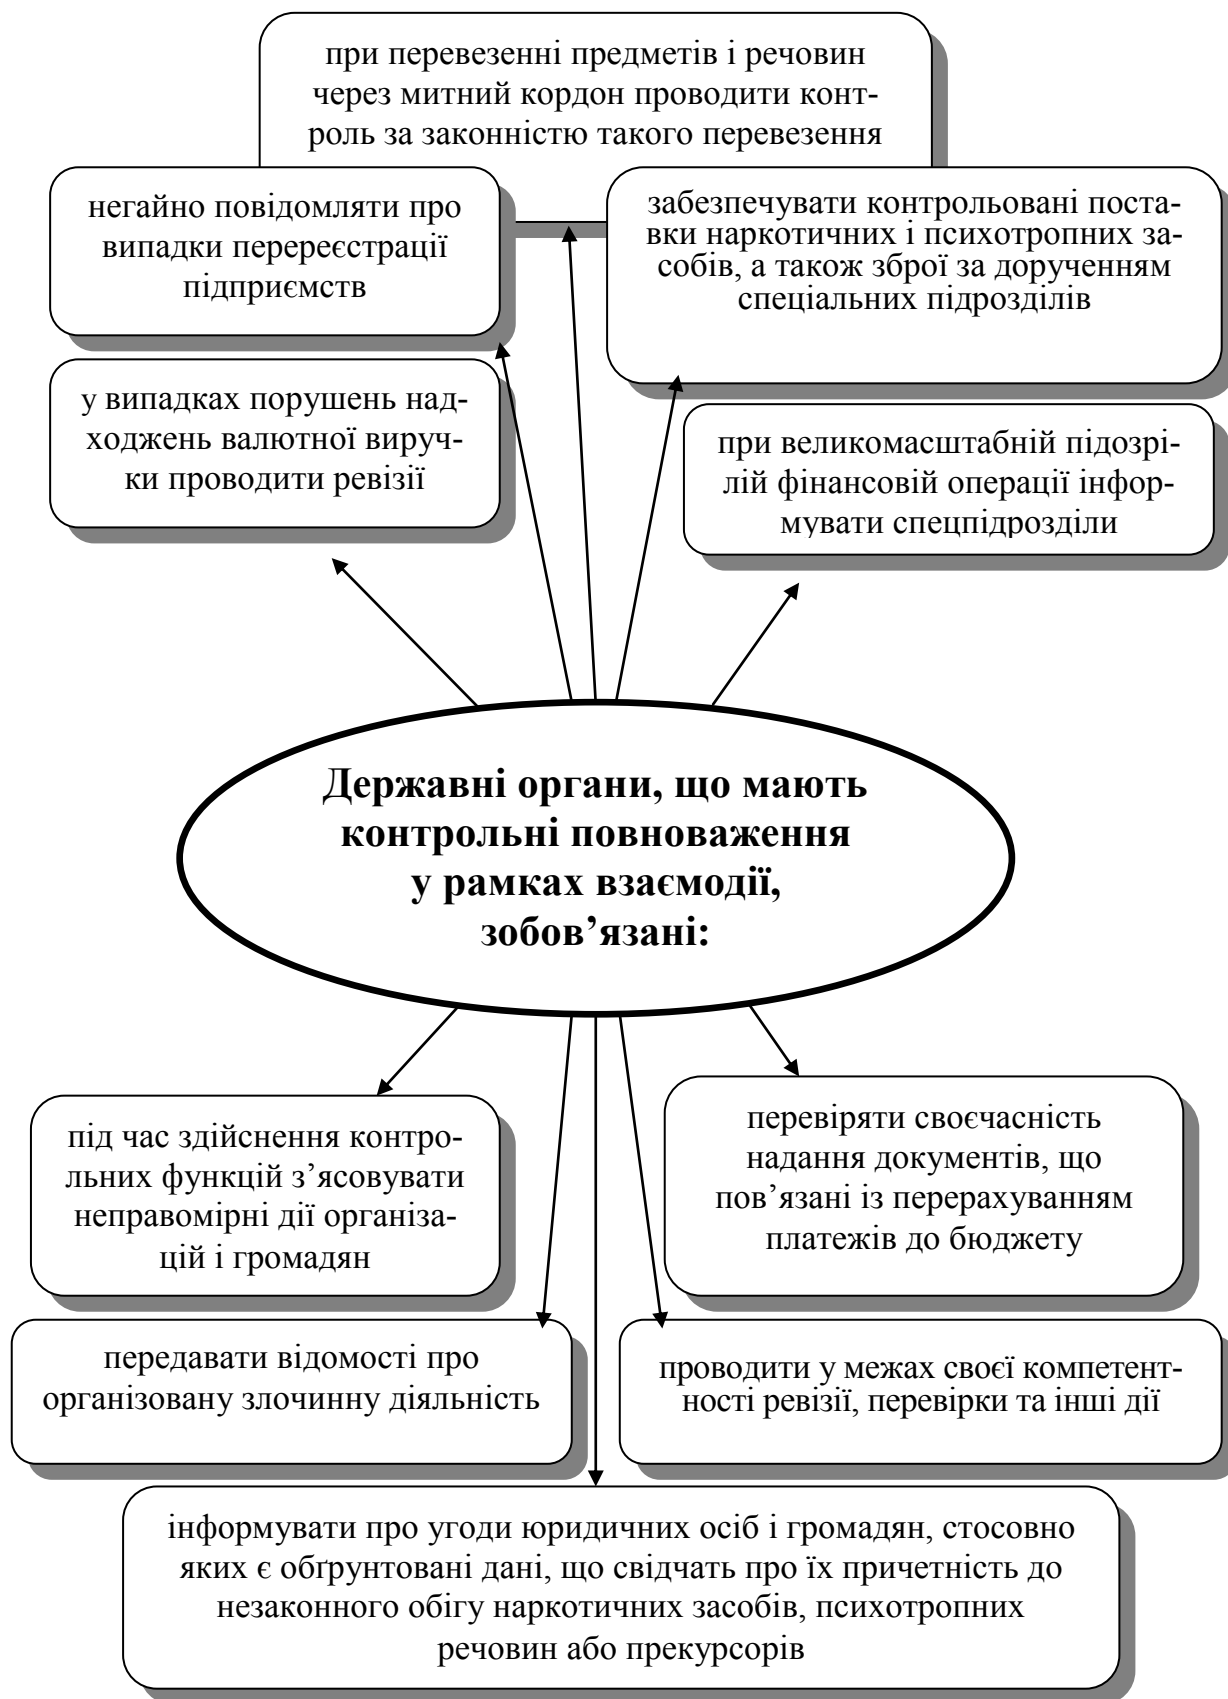 при перевезенні предметів і речовин
через митний кордон проводити конт-
роль за законністю такого перевезення
негайно повідомляти про
випадки перереєстрації
підприємств
забезпечувати контрольовані поста-
вки наркотичних і психотропних за-
собів, а також зброї за дорученням
спеціальних підрозділів
у випадках порушень над-
ходжень валютної вируч-
ки проводити ревізії
при великомасштабній підозрі-
лій фінансовій операції інфор-
мувати спецпідрозділи
Державні органи, що мають
контрольні повноваження
у рамках взаємодії,
зобов’язані:
під час здійснення контро-
льних функцій з’ясовувати
неправомірні дії організа-
цій і громадян
перевіряти своєчасність
надання документів, що
пов’язані із перерахуванням
платежів до бюджету
передавати відомості про
організовану злочинну діяльність
проводити у межах своєї компетент-
ності ревізії, перевірки та інші дії
інформувати про угоди юридичних осіб і громадян, стосовно
яких є обґрунтовані дані, що свідчать про їх причетність до
незаконного обігу наркотичних засобів, психотропних
речовин або прекурсорів